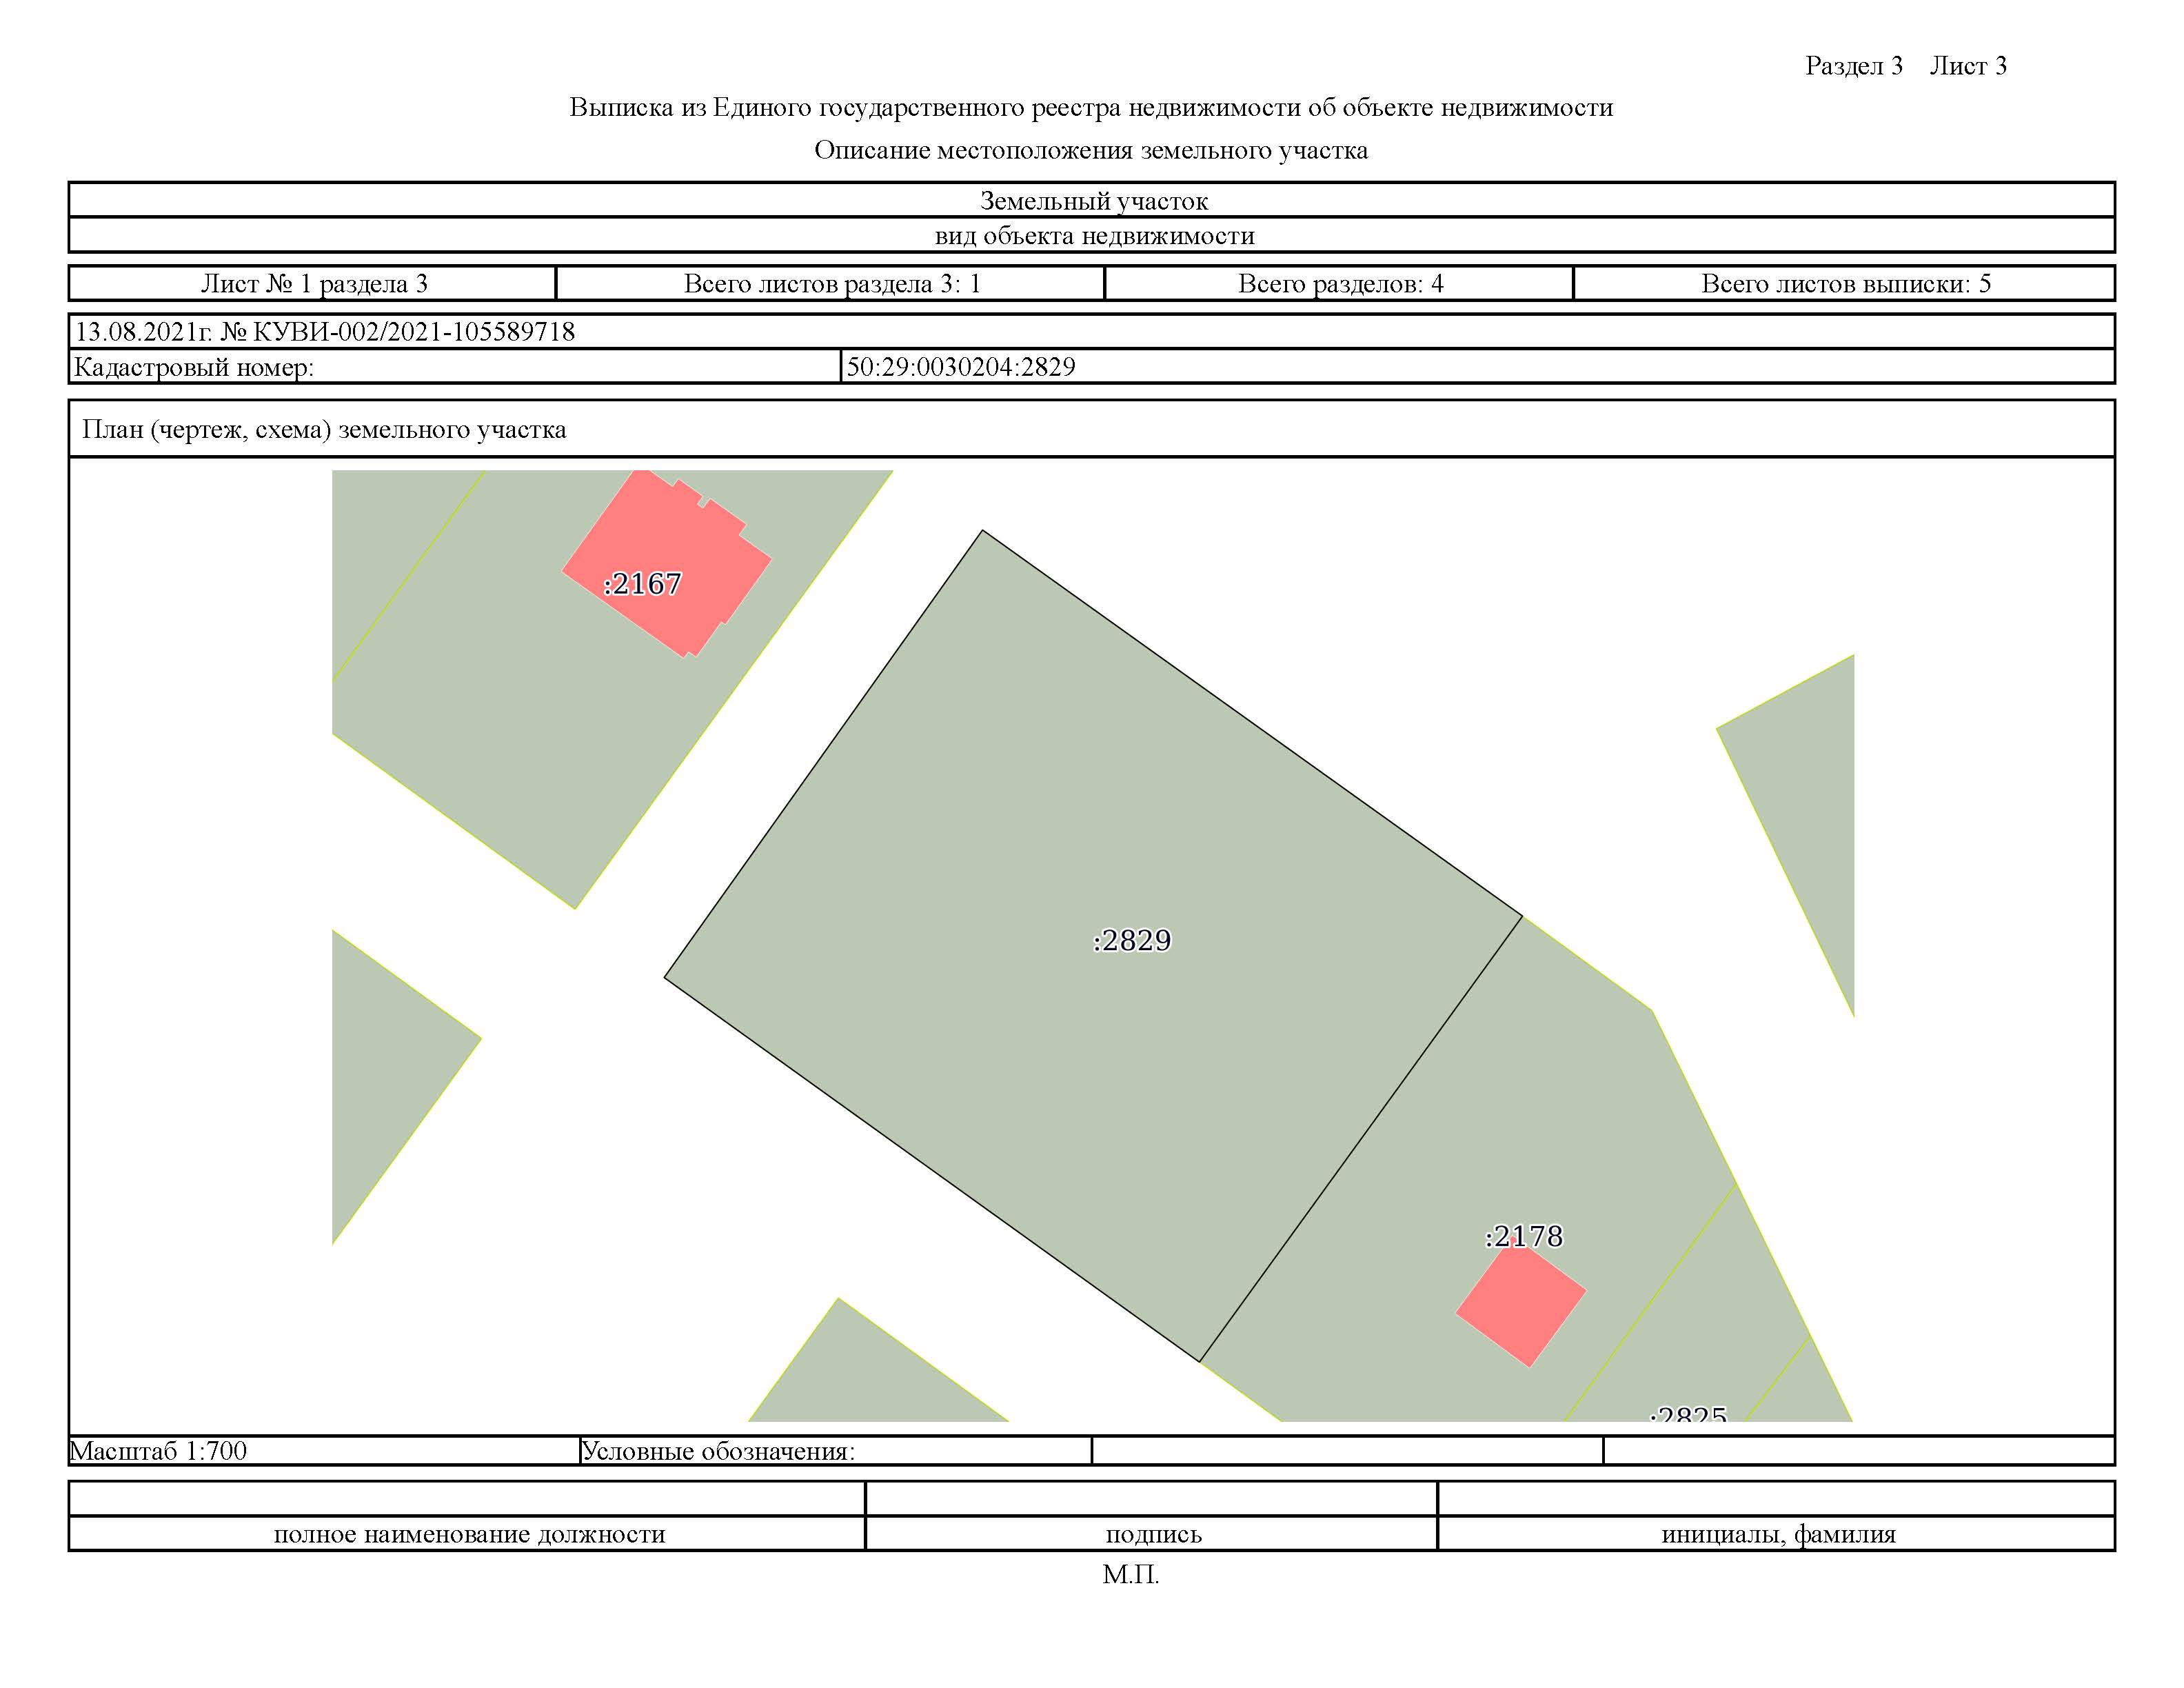 Раздел 3 Лист 3
Выписка из Единого государственного реестра недвижимости об объекте недвижимости
Описание местоположения земельного участка
Земельный участок
вид объекта недвижимости
Лист № 1 раздела 3 Всего листов раздела 3: 1 Всего разделов: 4 Всего листов выписки: 5
13.08.2021г. № КУВИ-002/2021-105589718
Кадастровый номер: 50:29:0030204:2829
План (чертеж, схема) земельного участка
:2167
:2829
:2178
:2825
Масштаб 1:700 Условные обозначения:
полное наименование должности подпись инициалы, фамилия
М.П.